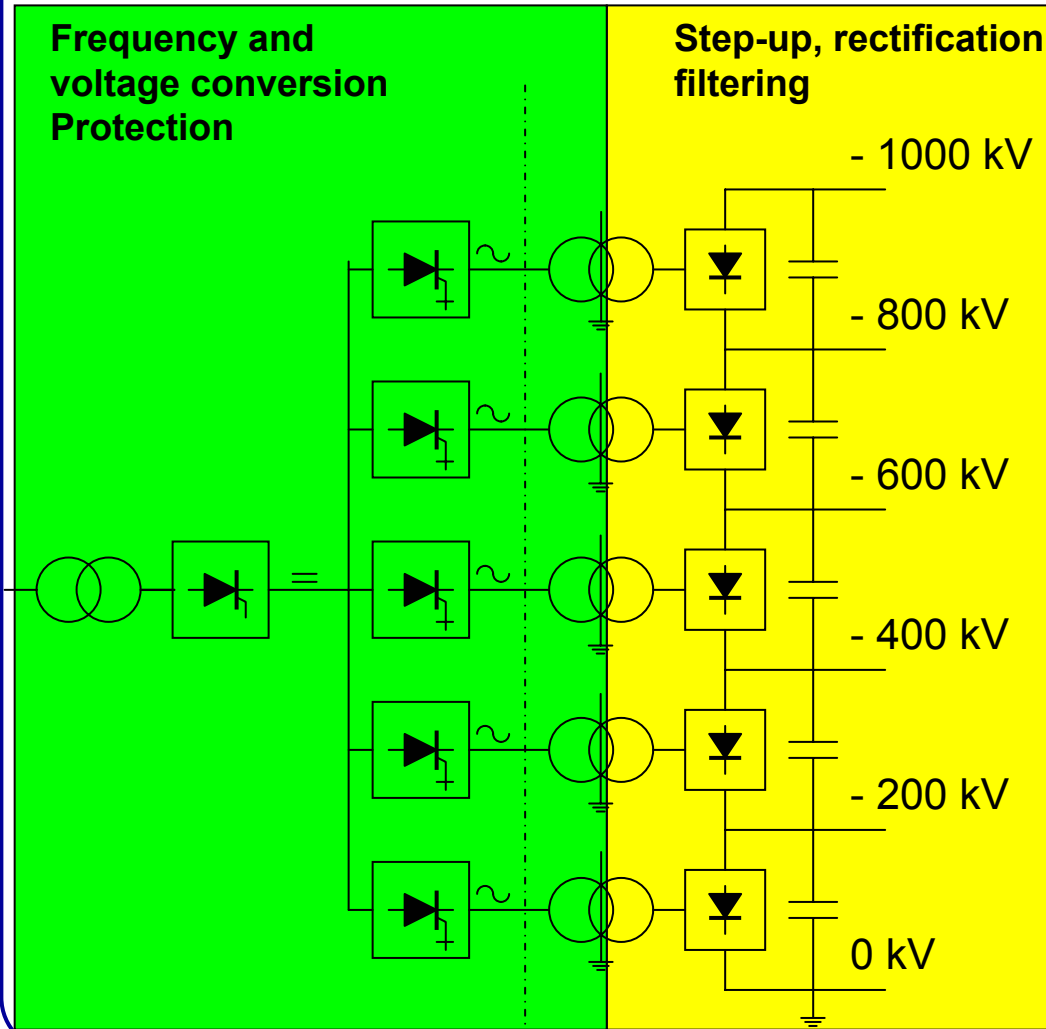 Frequency and
voltage conversion
Protection
Step-up, rectification
filtering
- 1000 kV
- 800 kV
- 600 kV
- 400 kV
- 200 kV
0 kV